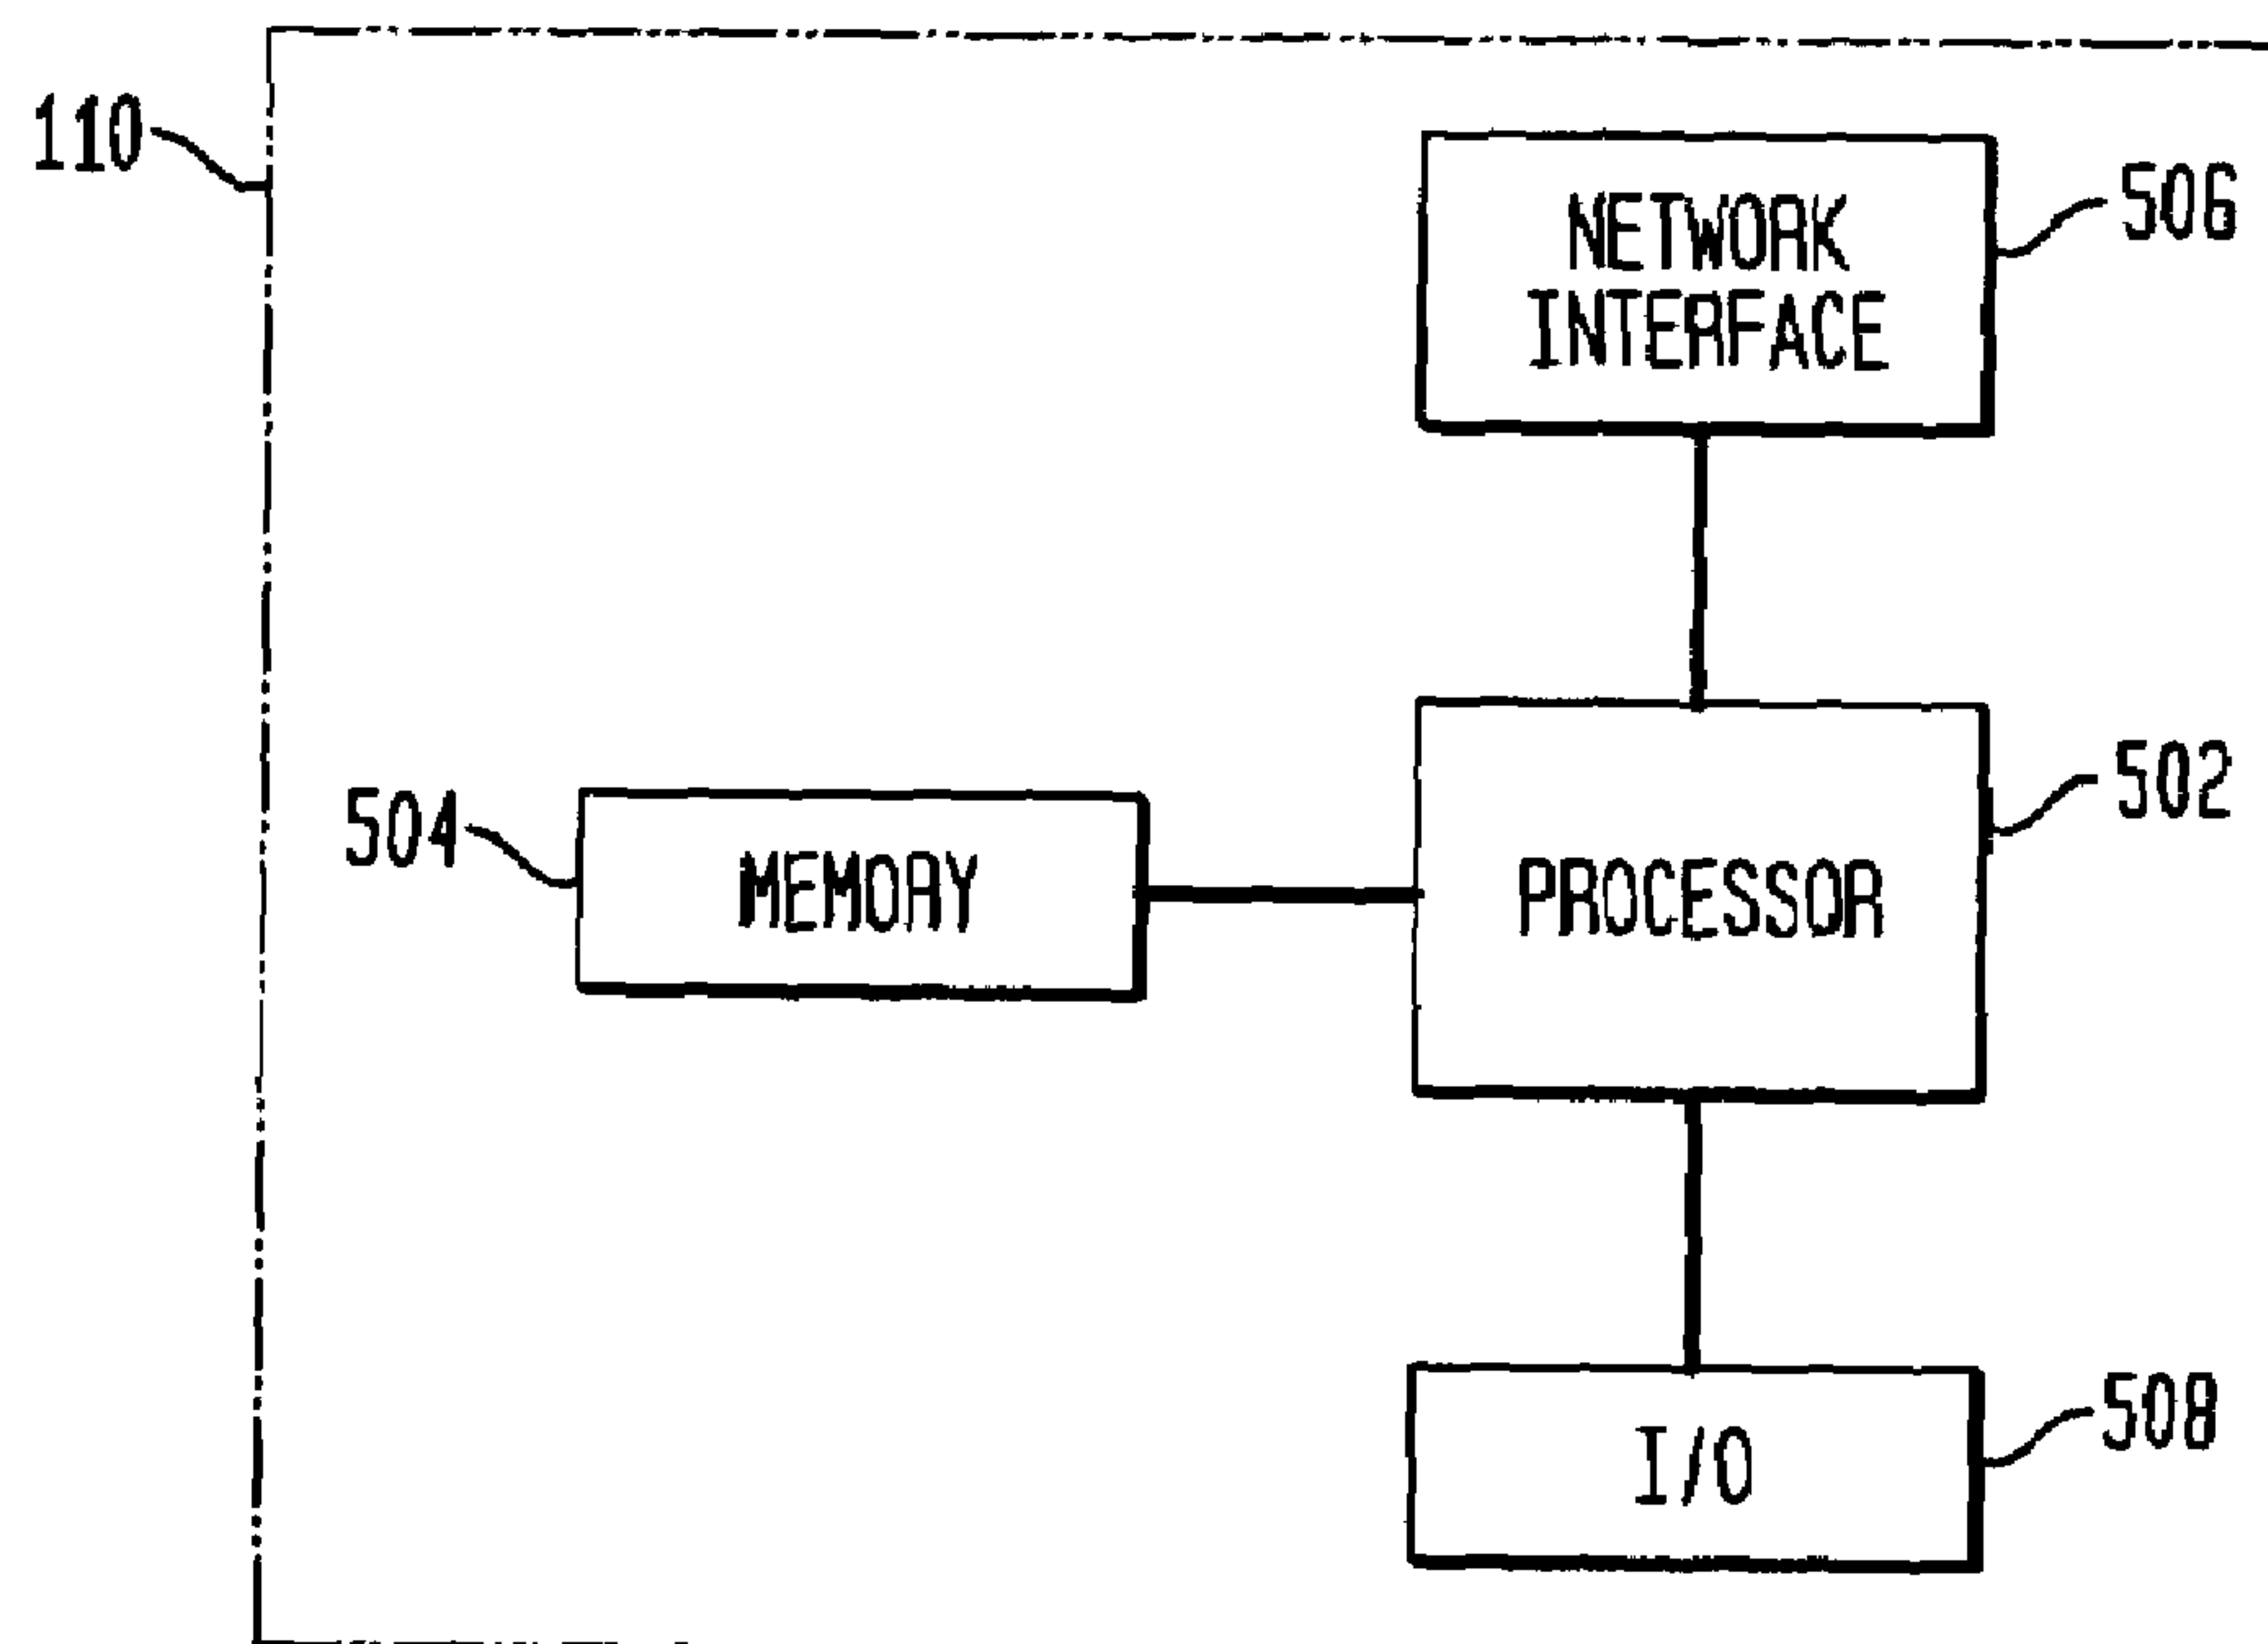 110
NETWORK
INTERFACE
506
502
504
MEMORY
PROCESSOR
508
I/O